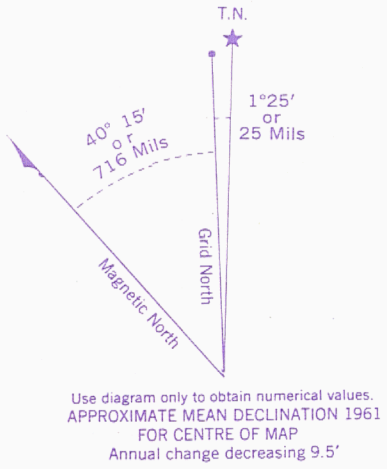 T.N.
1°25'
or
25 Mils
40° 15'
or
716 Mils
Grid North
Magnetic North
Use diagram only to obtain numerical values.
APPROXIMATE MEAN DECLINATION 1961
FOR CENTRE OF MAP
Annual change decreasing 9.5'